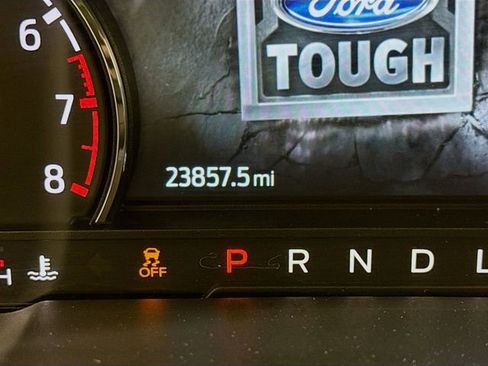 Ford
TOUGH
6
7
8
23857.5 mi
H
OFF
P R N D L